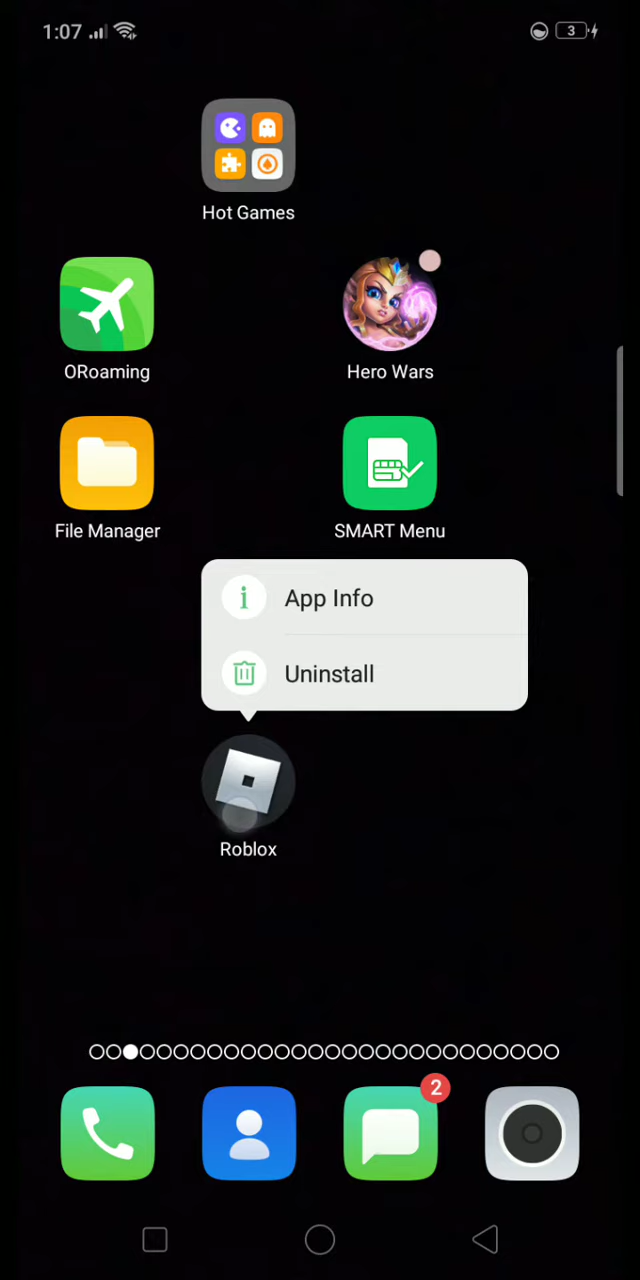 1:07
3
Hot Games
ORoaming
Hero Wars
File Manager
SMART Menu
App Info
Uninstall
Roblox
2